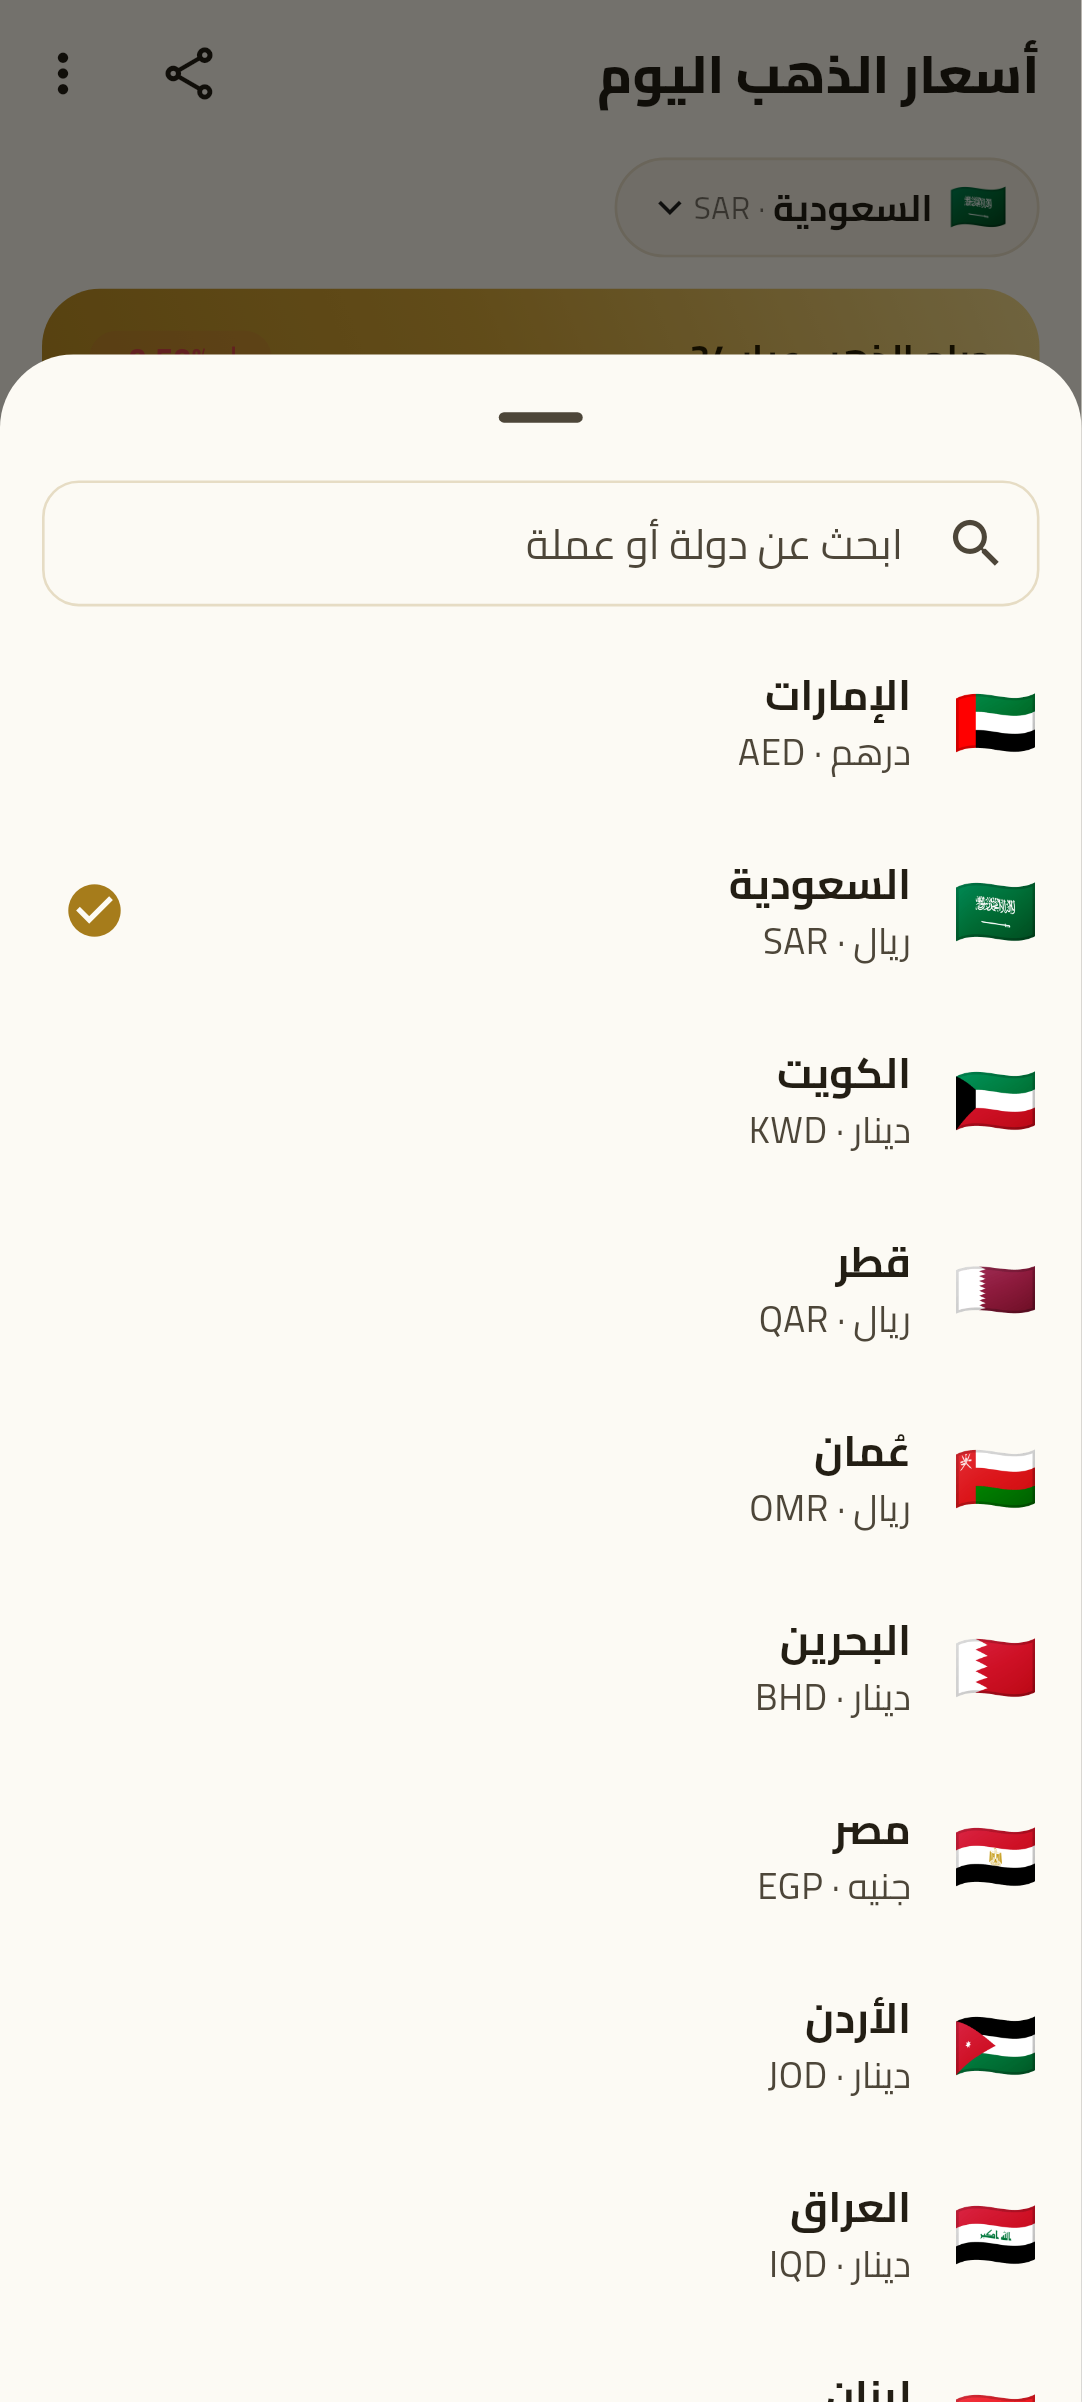 أسعار الذهب اليوم
السعودية · SAR
ابحث عن دولة أو عملة
الإمارات
درهم · AED
السعودية
ريال · SAR
الكويت
دينار · KWD
قطر
ريال · QAR
عُمان
ريال · OMR
البحرين
دينار · BHD
مصر
جنيه · EGP
الأردن
دينار · JOD
العراق
دينار · IQD